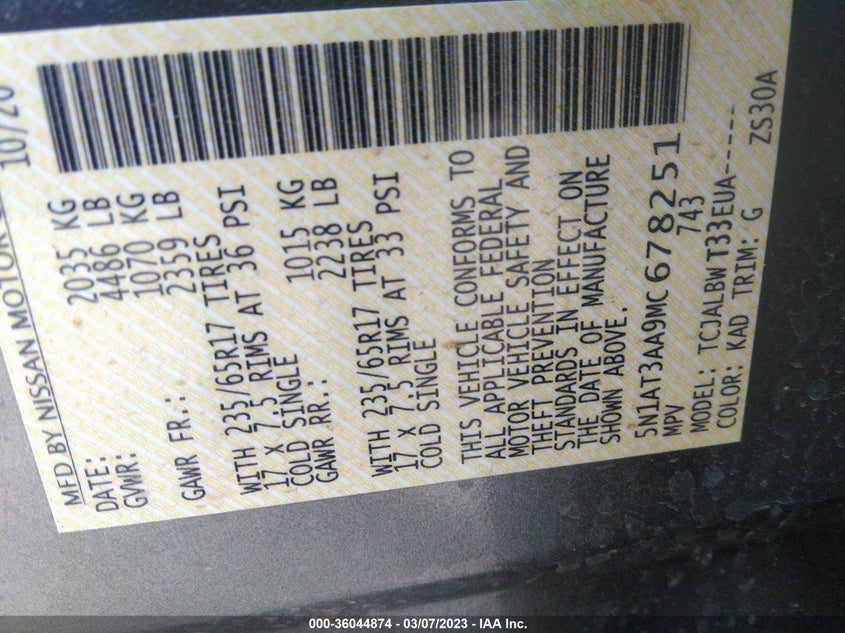 MFD BY NISSAN MOTOR
DATE: 10/20
GVWR: 2035 KG
4486 LB
GAWR FR.: 1070 KG
2359 LB
WITH 235/65R17 TIRES
17 X 7.5 RIMS AT 36 PSI
COLD SINGLE
GAWR RR.: 1015 KG
2238 LB
WITH 235/65R17 TIRES
17 X 7.5 RIMS AT 33 PSI
COLD SINGLE
THIS VEHICLE CONFORMS TO
ALL APPLICABLE FEDERAL
MOTOR VEHICLE SAFETY AND
THEFT PREVENTION
STANDARDS IN EFFECT ON
THE DATE OF MANUFACTURE
SHOWN ABOVE.
5N1AT3AA9MC678251
MPV 743
MODEL: TCJALBWT33EUA------
COLOR: KAD TRIM: G ZS30A
000-36044874 - 03/07/2023 - IAA Inc.